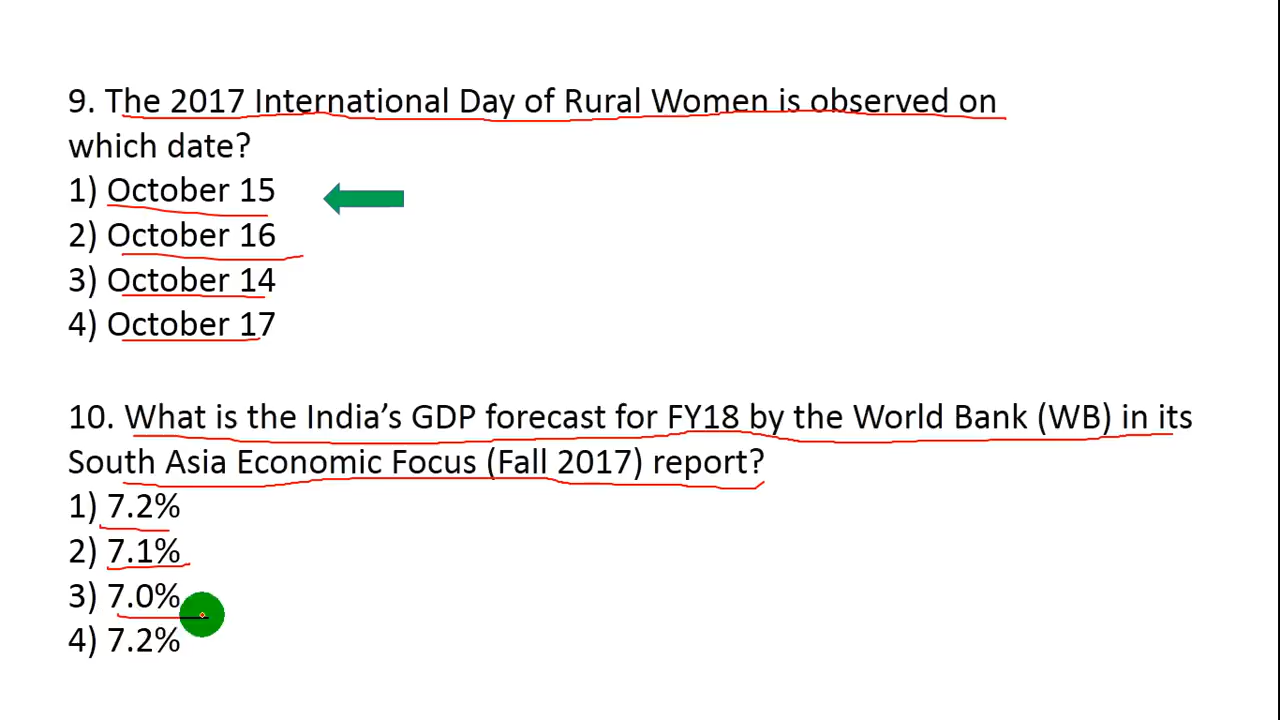 9. The 2017 International Day of Rural Women is observed on
which date?
1) October 15
2) October 16
3) October 14
4) October 17
10. What is the India’s GDP forecast for FY18 by the World Bank (WB) in its
South Asia Economic Focus (Fall 2017) report?
1) 7.2%
2) 7.1%
3) 7.0%
4) 7.2%